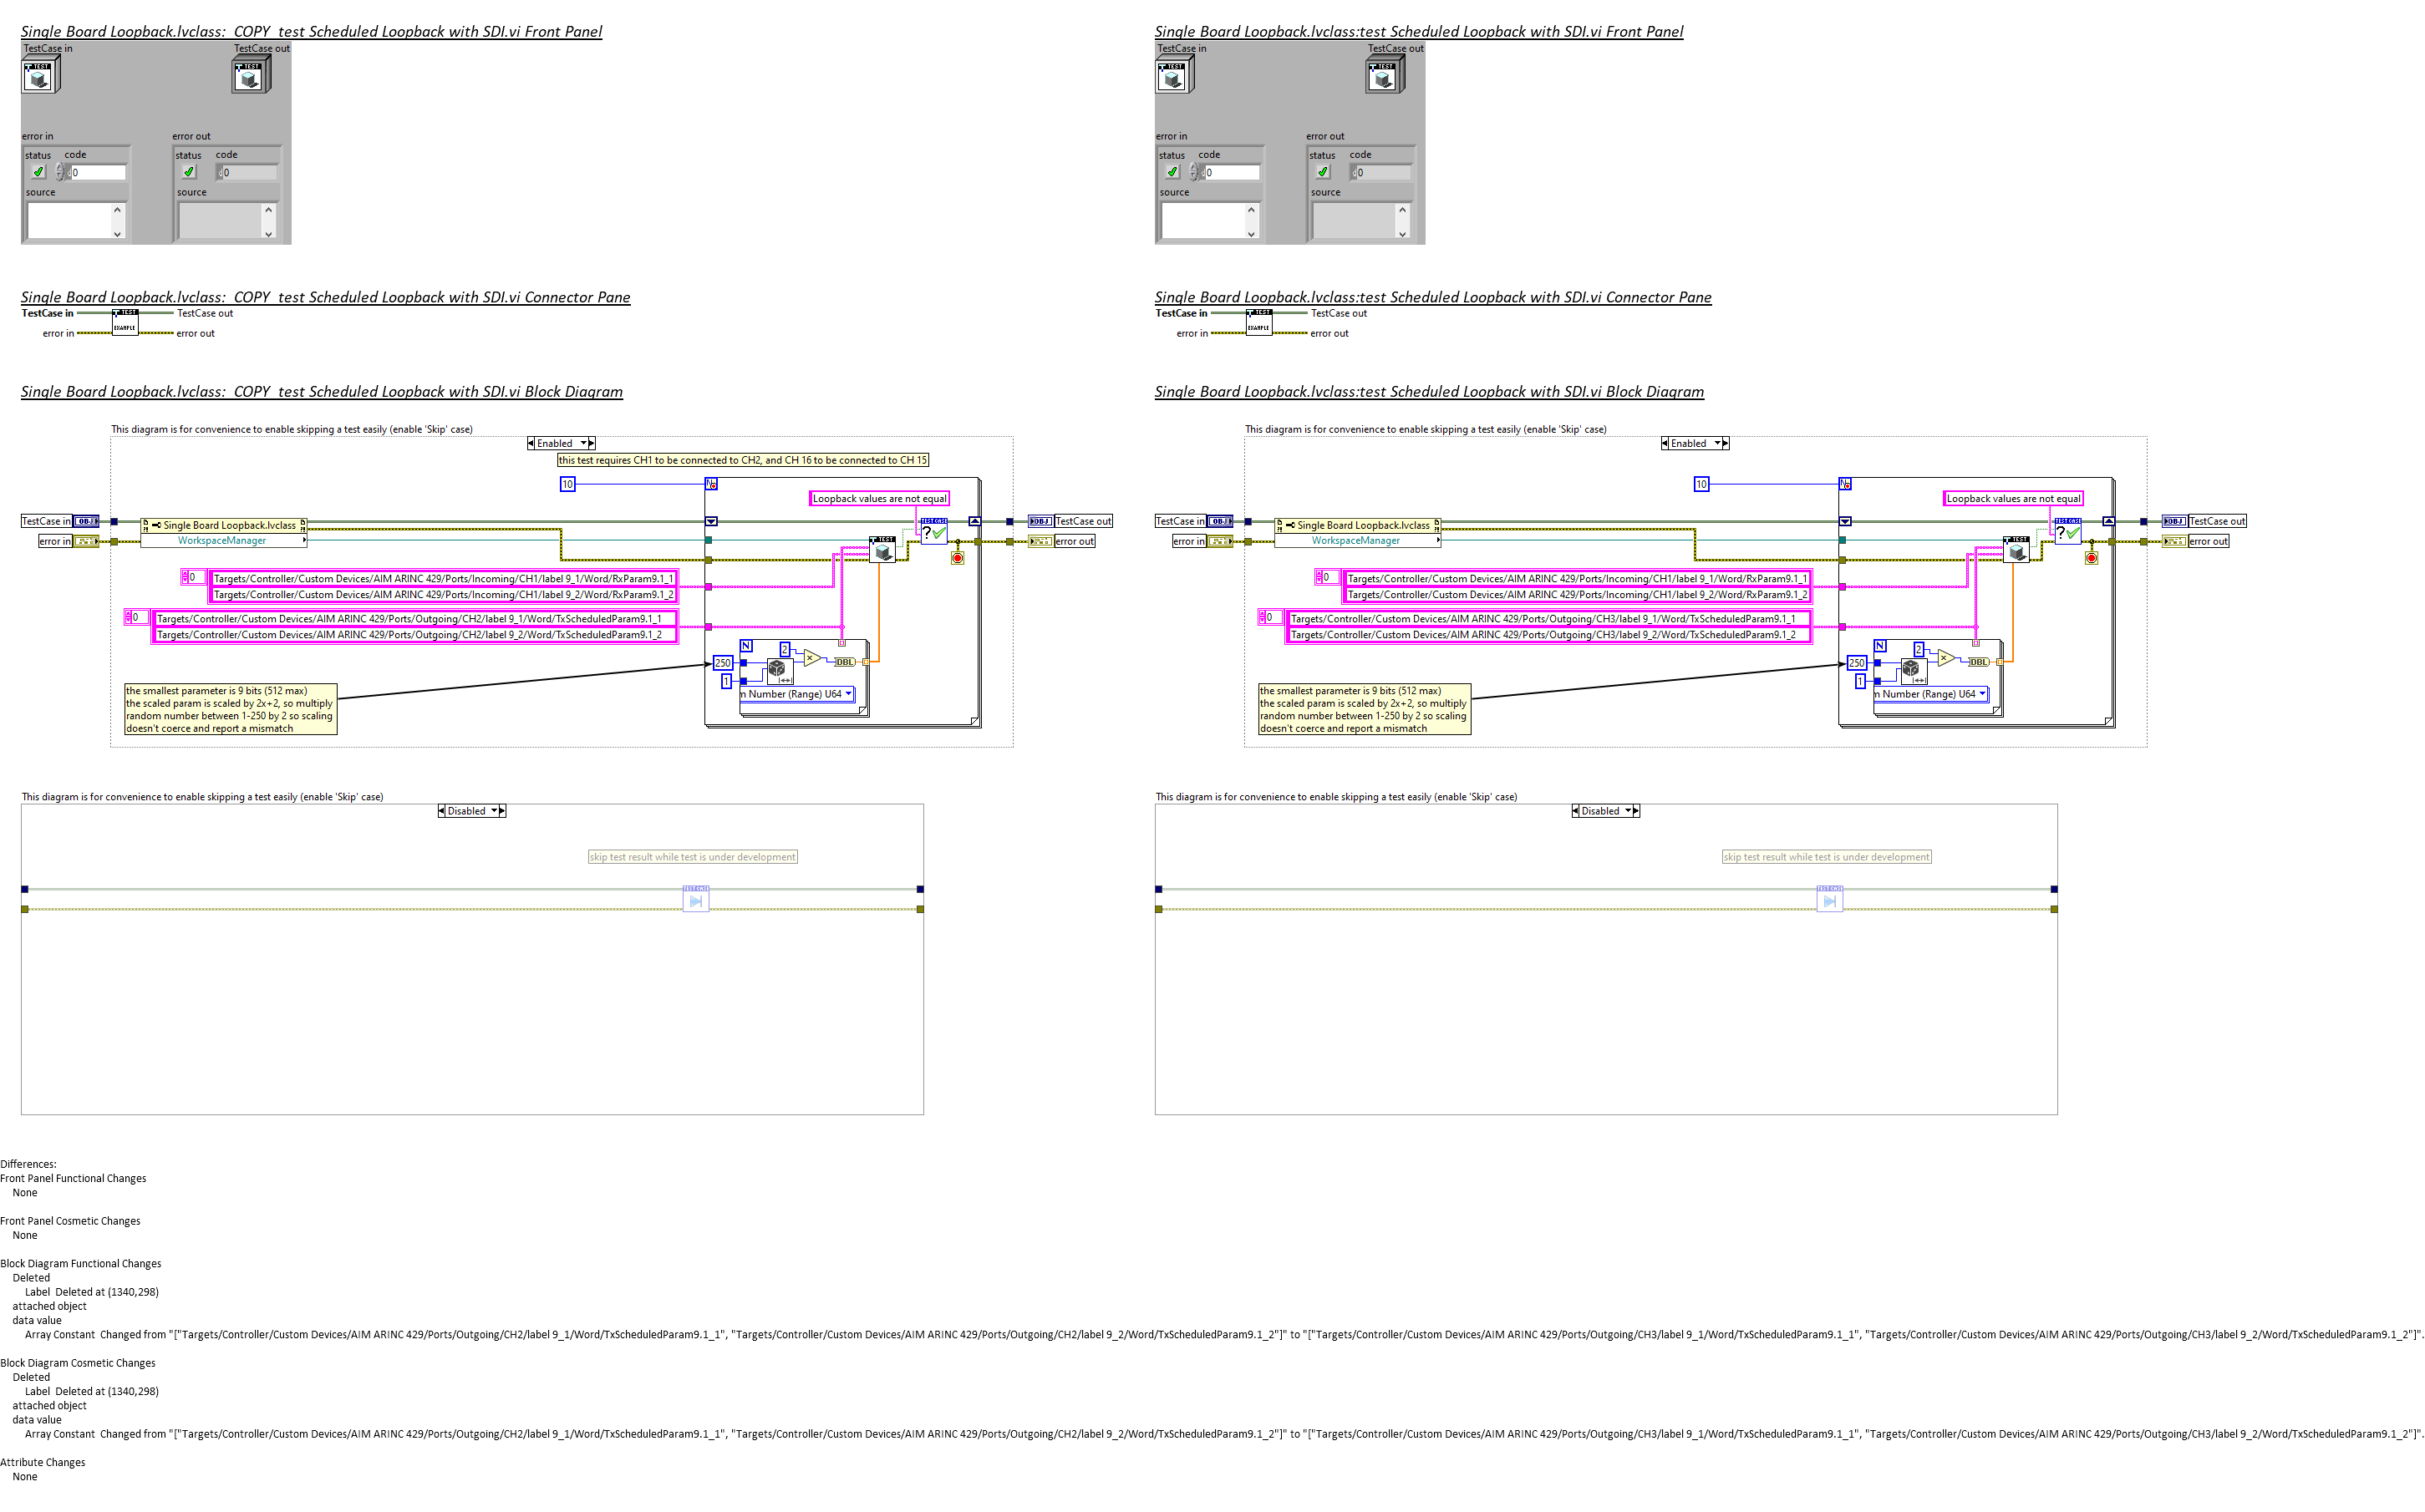 Single Board Loopback.lvclass:  COPY  test Scheduled Loopback with SDI.vi Front Panel
TestCase in
TestCase out
TEST
TEST
error in
error out
status
code
status
code
0
0
source
source
Single Board Loopback.lvclass:test Scheduled Loopback with SDI.vi Front Panel
TestCase in
TestCase out
TEST
TEST
error in
error out
status
code
status
code
0
0
source
source
Single Board Loopback.lvclass:  COPY  test Scheduled Loopback with SDI.vi Connector Pane
TestCase in
TEST
TestCase out
error in
EXAMPLE
error out
Single Board Loopback.lvclass:test Scheduled Loopback with SDI.vi Connector Pane
TestCase in
TEST
TestCase out
error in
EXAMPLE
error out
Single Board Loopback.lvclass:  COPY  test Scheduled Loopback with SDI.vi Block Diagram
This diagram is for convenience to enable skipping a test easily (enable 'Skip' case)
Enabled
this test requires CH1 to be connected to CH2, and CH 16 to be connected to CH 15
10
N
Loopback values are not equal
TestCase in
OBJ
Single Board Loopback.lvclass
TEST CASE
?
OBJ
TestCase out
error in
WorkspaceManager
TEST
error out
0
Targets/Controller/Custom Devices/AIM ARINC 429/Ports/Incoming/CH1/label 9_1/Word/RxParam9.1_1
Targets/Controller/Custom Devices/AIM ARINC 429/Ports/Incoming/CH1/label 9_2/Word/RxParam9.1_2
0
Targets/Controller/Custom Devices/AIM ARINC 429/Ports/Outgoing/CH2/label 9_1/Word/TxScheduledParam9.1_1
Targets/Controller/Custom Devices/AIM ARINC 429/Ports/Outgoing/CH2/label 9_2/Word/TxScheduledParam9.1_2
N
2
250
DBL
1
m Number (Range) U64
the smallest parameter is 9 bits (512 max)
the scaled param is scaled by 2x+2, so multiply
random number between 1-250 by 2 so scaling
doesn't coerce and report a mismatch
Single Board Loopback.lvclass:test Scheduled Loopback with SDI.vi Block Diagram
This diagram is for convenience to enable skipping a test easily (enable 'Skip' case)
Enabled
10
N
Loopback values are not equal
TestCase in
OBJ
Single Board Loopback.lvclass
TEST CASE
?
OBJ
TestCase out
error in
WorkspaceManager
TEST
error out
0
Targets/Controller/Custom Devices/AIM ARINC 429/Ports/Incoming/CH1/label 9_1/Word/RxParam9.1_1
Targets/Controller/Custom Devices/AIM ARINC 429/Ports/Incoming/CH1/label 9_2/Word/RxParam9.1_2
0
Targets/Controller/Custom Devices/AIM ARINC 429/Ports/Outgoing/CH3/label 9_1/Word/TxScheduledParam9.1_1
Targets/Controller/Custom Devices/AIM ARINC 429/Ports/Outgoing/CH3/label 9_2/Word/TxScheduledParam9.1_2
N
2
250
DBL
1
m Number (Range) U64
the smallest parameter is 9 bits (512 max)
the scaled param is scaled by 2x+2, so multiply
random number between 1-250 by 2 so scaling
doesn't coerce and report a mismatch
This diagram is for convenience to enable skipping a test easily (enable 'Skip' case)
Disabled
skip test result while test is under development
TEST CASE
This diagram is for convenience to enable skipping a test easily (enable 'Skip' case)
Disabled
skip test result while test is under development
TEST CASE
Differences:
Front Panel Functional Changes
None
Front Panel Cosmetic Changes
None
Block Diagram Functional Changes
Deleted
Label  Deleted at (1340,298)
attached object
data value
Array Constant  Changed from "["Targets/Controller/Custom Devices/AIM ARINC 429/Ports/Outgoing/CH2/label 9_1/Word/TxScheduledParam9.1_1", "Targets/Controller/Custom Devices/AIM ARINC 429/Ports/Outgoing/CH2/label 9_2/Word/TxScheduledParam9.1_2"]" to "["Targets/Controller/Custom Devices/AIM ARINC 429/Ports/Outgoing/CH3/label 9_1/Word/TxScheduledParam9.1_1", "Targets/Controller/Custom Devices/AIM ARINC 429/Ports/Outgoing/CH3/label 9_2/Word/TxScheduledParam9.1_2"]".
Block Diagram Cosmetic Changes
Deleted
Label  Deleted at (1340,298)
attached object
data value
Array Constant  Changed from "["Targets/Controller/Custom Devices/AIM ARINC 429/Ports/Outgoing/CH2/label 9_1/Word/TxScheduledParam9.1_1", "Targets/Controller/Custom Devices/AIM ARINC 429/Ports/Outgoing/CH2/label 9_2/Word/TxScheduledParam9.1_2"]" to "["Targets/Controller/Custom Devices/AIM ARINC 429/Ports/Outgoing/CH3/label 9_1/Word/TxScheduledParam9.1_1", "Targets/Controller/Custom Devices/AIM ARINC 429/Ports/Outgoing/CH3/label 9_2/Word/TxScheduledParam9.1_2"]".
Attribute Changes
None